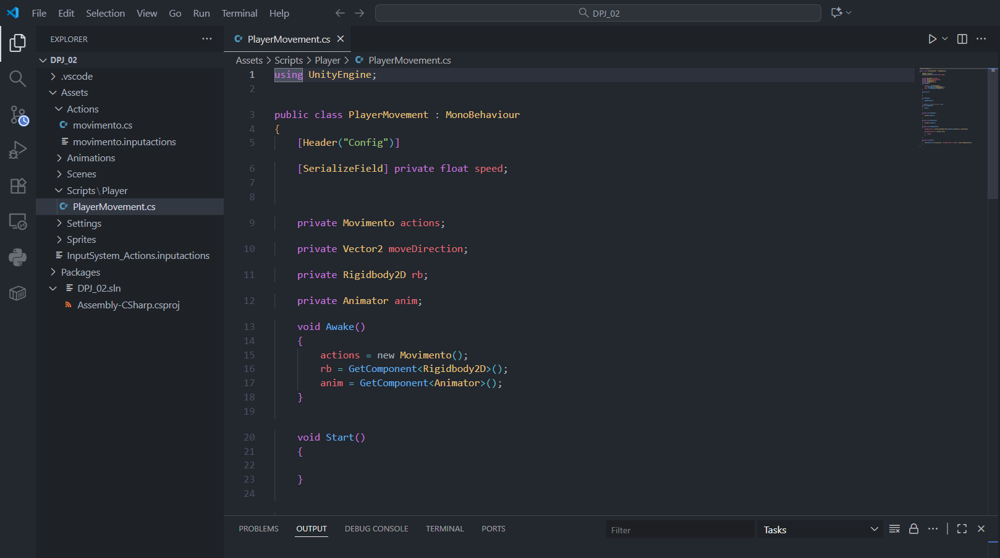 File Edit Selection View Go Run Terminal Help
DPJ_02
EXPLORER
DPJ_02
.vscode
Assets
Actions
movimento.cs
movimento.inputactions
Animations
Scenes
Scripts\Player
PlayerMovement.cs
Settings
Sprites
InputSystem_Actions.inputactions
Packages
DPJ_02.sln
Assembly-CSharp.csproj
PlayerMovement.cs
Assets > Scripts > Player > PlayerMovement.cs
1 using UnityEngine;
2
3 public class PlayerMovement : MonoBehaviour
4 {
5 [Header("Config")]
6 [SerializeField] private float speed;
7
8
9 private Movimento actions;
10 private Vector2 moveDirection;
11 private Rigidbody2D rb;
12 private Animator anim;
13 void Awake()
14 {
15 actions = new Movimento();
16 rb = GetComponent<Rigidbody2D>();
17 anim = GetComponent<Animator>();
18 }
19
20 void Start()
21 {
22
23 }
24
PROBLEMS OUTPUT DEBUG CONSOLE TERMINAL PORTS
Filter
Tasks